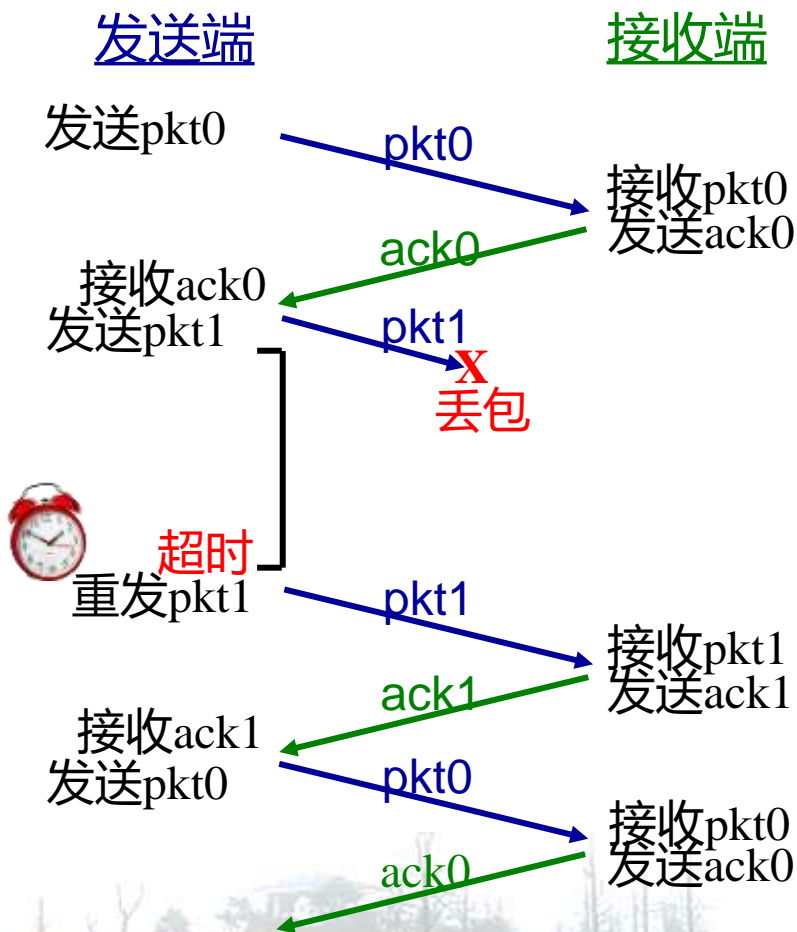 发送端
接收端
发送pkt0
pkt0
接收pkt0
发送ack0
ack0
接收ack0
发送pkt1
pkt1
X
丢包
超时
重发pkt1
pkt1
接收pkt1
发送ack1
ack1
接收ack1
发送pkt0
pkt0
接收pkt0
发送ack0
ack0